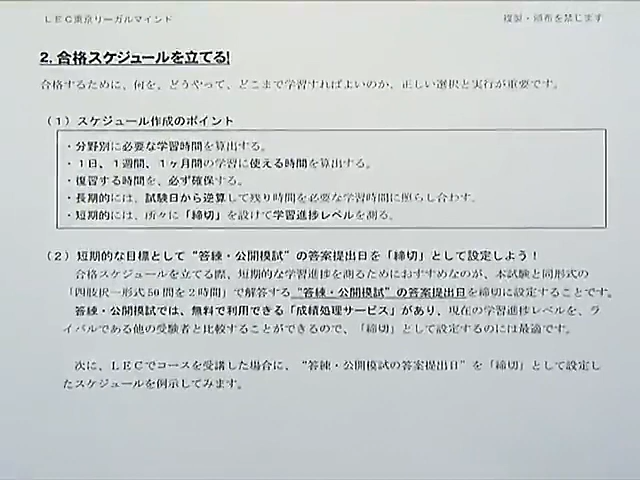 LEC東京リーガルマインド
複製・頒布を禁じます
2. 合格スケジュールを立てる!
合格するために、何を、どうやって、どこまで学習すればよいのか、正しい選択と実行が重要です。
(1) スケジュール作成のポイント
・分野別に必要な学習時間を算出する。
・1日、1週間、1ヶ月間の学習に使える時間を算出する。
・復習する時間を、必ず確保する。
・長期的には、試験日から逆算して残り時間を必要な学習時間に照らし合わす。
・短期的には、所々に「締切」を設けて学習進捗レベルを測る。
(2) 短期的な目標として“答練・公開模試”の答案提出日を「締切」として設定しよう!
合格スケジュールを立てる際、短期的な学習進捗を測るためにおすすめなのが、本試験と同形式の
「四肢択一形式50問を2時間」で解答する“答練・公開模試”の答案提出日を締切に設定することです。
答練・公開模試では、無料で利用できる「成績処理サービス」があり、現在の学習進捗レベルを、ラ
イバルである他の受験者と比較することができるので、「締切」として設定するのには最適です。
次に、LECでコースを受講した場合に、“答練・公開模試の答案提出日”を「締切」として設定し
たスケジュールを例示してみます。